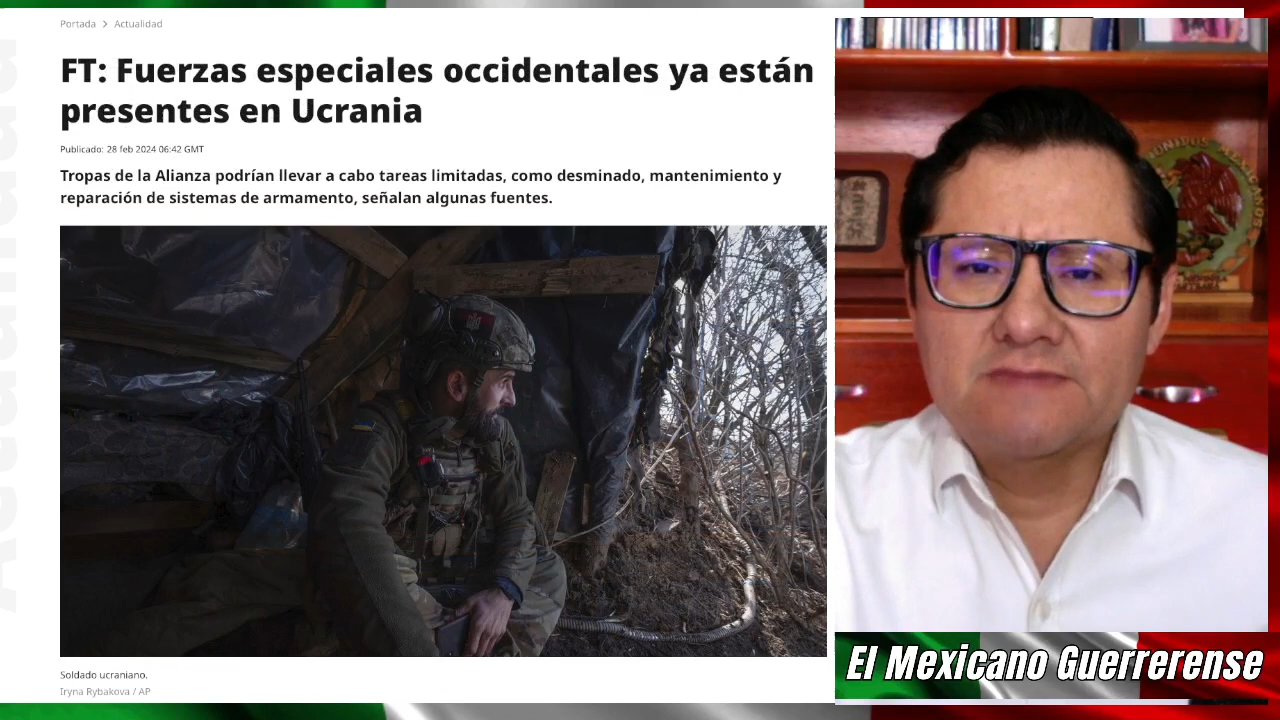 Portada > Actualidad
FT: Fuerzas especiales occidentales ya están
presentes en Ucrania
Publicado: 28 feb 2024 06:42 GMT
Tropas de la Alianza podrían llevar a cabo tareas limitadas, como desminado, mantenimiento y
reparación de sistemas de armamento, señalan algunas fuentes.
Soldado ucraniano.
Iryna Rybakova / AP
El Mexicano Guerrerense